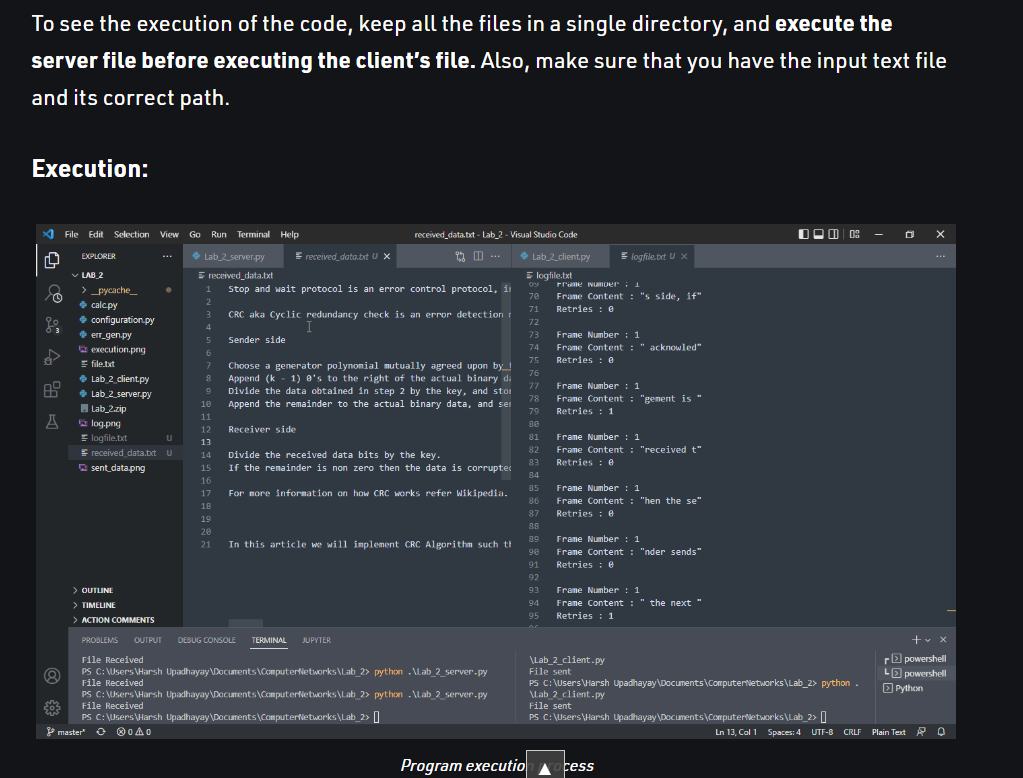 To see the execution of the code, keep all the files in a single directory, and execute the
server file before executing the client's file. Also, make sure that you have the input text file
and its correct path.
Execution:
File Edit Selection View Go Run Terminal Help
received_data.txt - Lab_2 - Visual Studio Code
EXPLORER
LAB_2
__pycache__
calc.py
configuration.py
err_gen.py
execution.png
file.txt
Lab_2_client.py
Lab_2_server.py
Lab_2.zip
log.png
logfile.txt U
received_data.txt U
sent_data.png
OUTLINE
TIMELINE
ACTION COMMENTS
Lab_2_server.py received_data.txt U
received_data.txt
1 Stop and wait protocol is an error control protocol,
2
3 CRC aka Cyclic redundancy check is an error detection
4
5 Sender side
6
7 Choose a generator polynomial mutually agreed upon by
8 Append (k - 1) 0's to the right of the actual binary
9 Divide the data obtained in step 2 by the key, and
10 Append the remainder to the actual binary data, and
11
12 Receiver side
13
14 Divide the received data bits by the key.
15 If the remainder is non zero then the data is corrupte
16
17 For more information on how CRC works refer Wikipedia.
18
19
20
21 In this article we will implement CRC Algorithm such
Lab_2_client.py logfile.txt U
logfile.txt
69 Frame Number : 1
70 Frame Content : "s side, if"
71 Retries : 0
72
73 Frame Number : 1
74 Frame Content : " acknowled"
75 Retries : 0
76
77 Frame Number : 1
78 Frame Content : "gement is "
79 Retries : 1
80
81 Frame Number : 1
82 Frame Content : "received t"
83 Retries : 0
84
85 Frame Number : 1
86 Frame Content : "hen the se"
87 Retries : 0
88
89 Frame Number : 1
90 Frame Content : "nder sends"
91 Retries : 0
92
93 Frame Number : 1
94 Frame Content : " the next "
95 Retries : 1
PROBLEMS OUTPUT DEBUG CONSOLE TERMINAL JUPYTER
File Received
PS C:\Users\Harsh Upadhayay\Documents\ComputerNetworks\Lab_2> python .\Lab_2_server.py
File Received
PS C:\Users\Harsh Upadhayay\Documents\ComputerNetworks\Lab_2> python .\Lab_2_server.py
File Received
PS C:\Users\Harsh Upadhayay\Documents\ComputerNetworks\Lab_2>
\Lab_2_client.py
File sent
PS C:\Users\Harsh Upadhayay\Documents\ComputerNetworks\Lab_2> python .
\Lab_2_client.py
File sent
PS C:\Users\Harsh Upadhayay\Documents\ComputerNetworks\Lab_2>
powershell
powershell
Python
master* 0 0
Ln 13, Col 1 Spaces: 4 UTF-8 CRLF Plain Text
Program executio cess